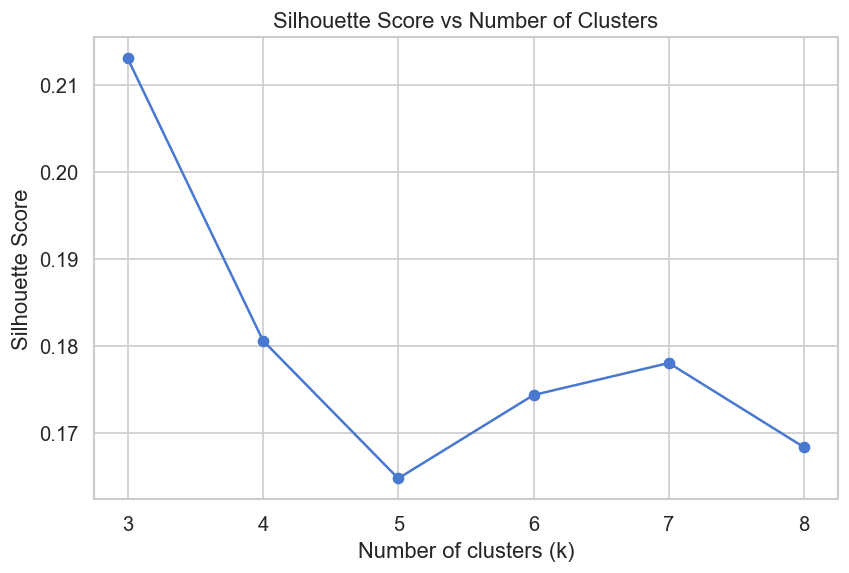 Silhouette Score vs Number of Clusters
Silhouette Score
0.21
0.20
0.19
0.18
0.17
3 4 5 6 7 8
Number of clusters (k)